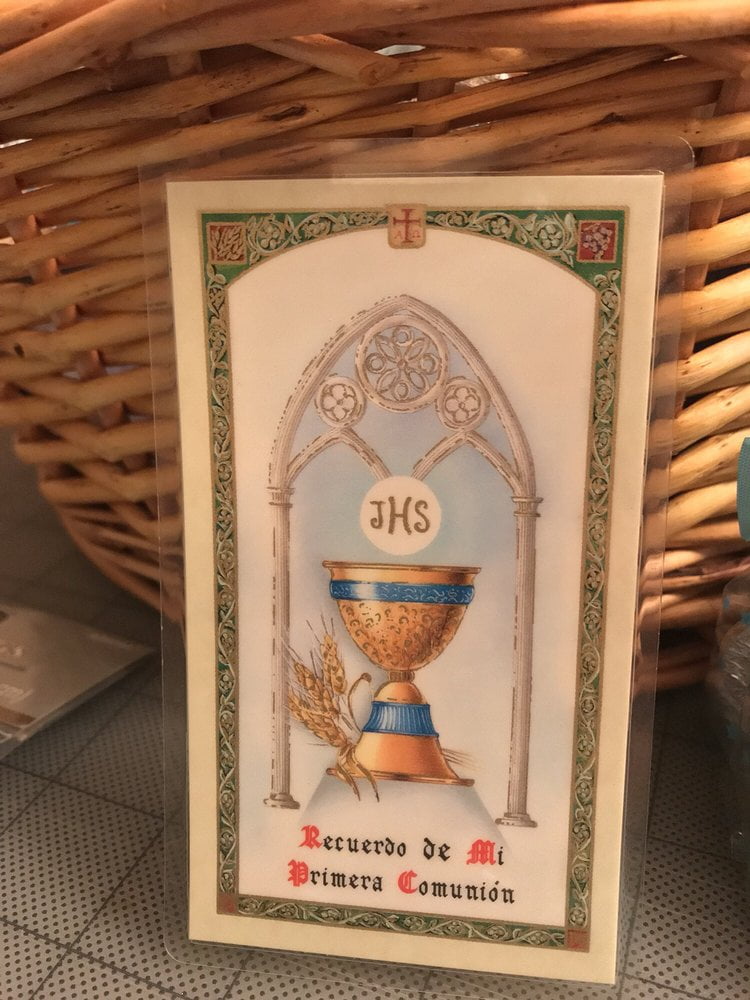 JHS
Recuerdo de Mi
Primera Comunión